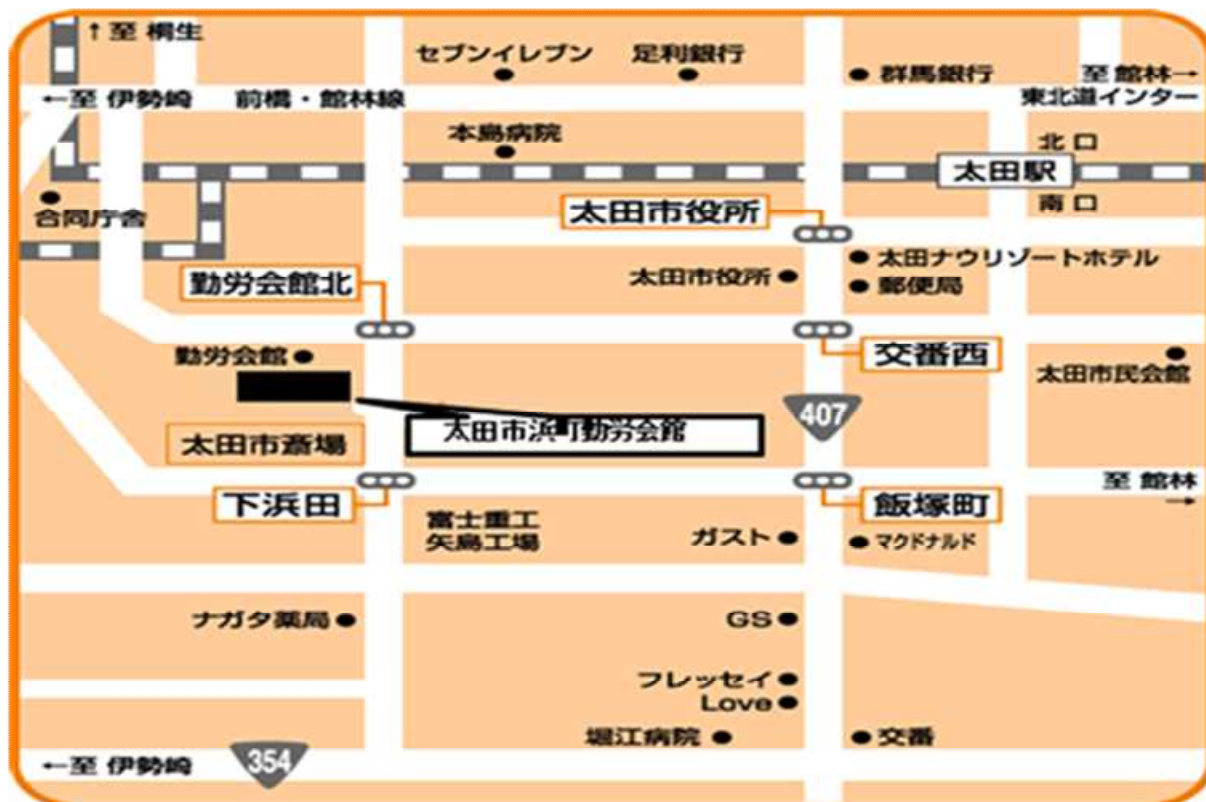 ↑至 桐生
セブンイレブン
足利銀行
群馬銀行
至 館林→
東北道インター
←至 伊勢崎
前橋・館林線
本島病院
北口
太田駅
南口
合同庁舎
太田市役所
太田市役所
太田ナウリゾートホテル
郵便局
勤労会館北
交番西
勤労会館
太田市民会館
407
太田市浜町勤労会館
太田市斎場
下浜田
飯塚町
至 館林
→
富士重工
矢島工場
ガスト
マクドナルド
ナガタ薬局
GS
フレッセイ
Love
堀江病院
交番
←至 伊勢崎
354